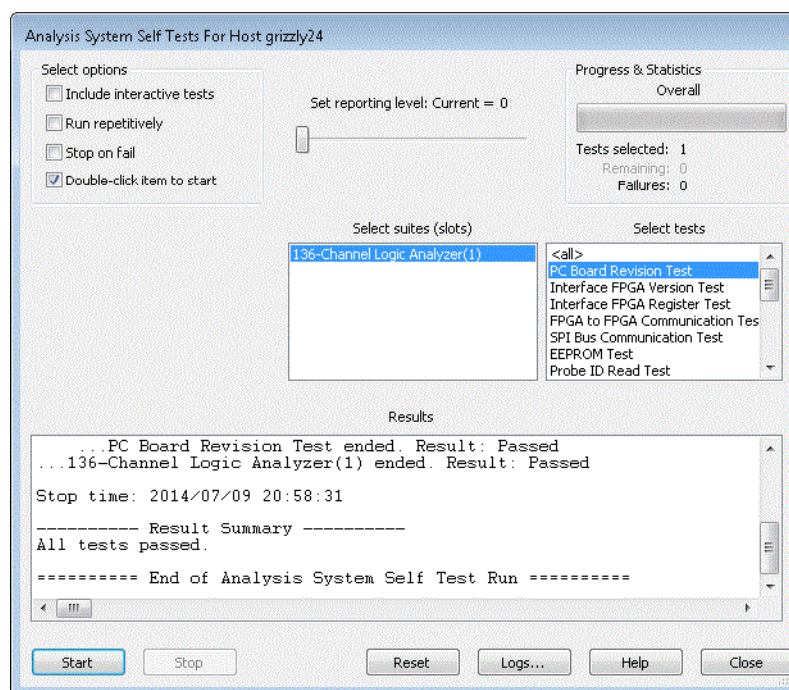 Analysis System Self Tests For Host grizzly24
Select options
Include interactive tests
Run repetitively
Stop on fail
Double-click item to start
Set reporting level: Current = 0
Progress & Statistics
Overall
Tests selected: 1
Remaining: 0
Failures: 0
Select suites (slots)
136-Channel Logic Analyzer(1)
Select tests
<all>
PC Board Revision Test
Interface FPGA Version Test
Interface FPGA Register Test
FPGA to FPGA Communication Tes
SPI Bus Communication Test
EEPROM Test
Probe ID Read Test
Results
...PC Board Revision Test ended. Result: Passed
...136-Channel Logic Analyzer(1) ended. Result: Passed
Stop time: 2014/07/09 20:58:31
---------- Result Summary ----------
All tests passed.
========== End of Analysis System Self Test Run ==========
Start
Stop
Reset
Logs...
Help
Close